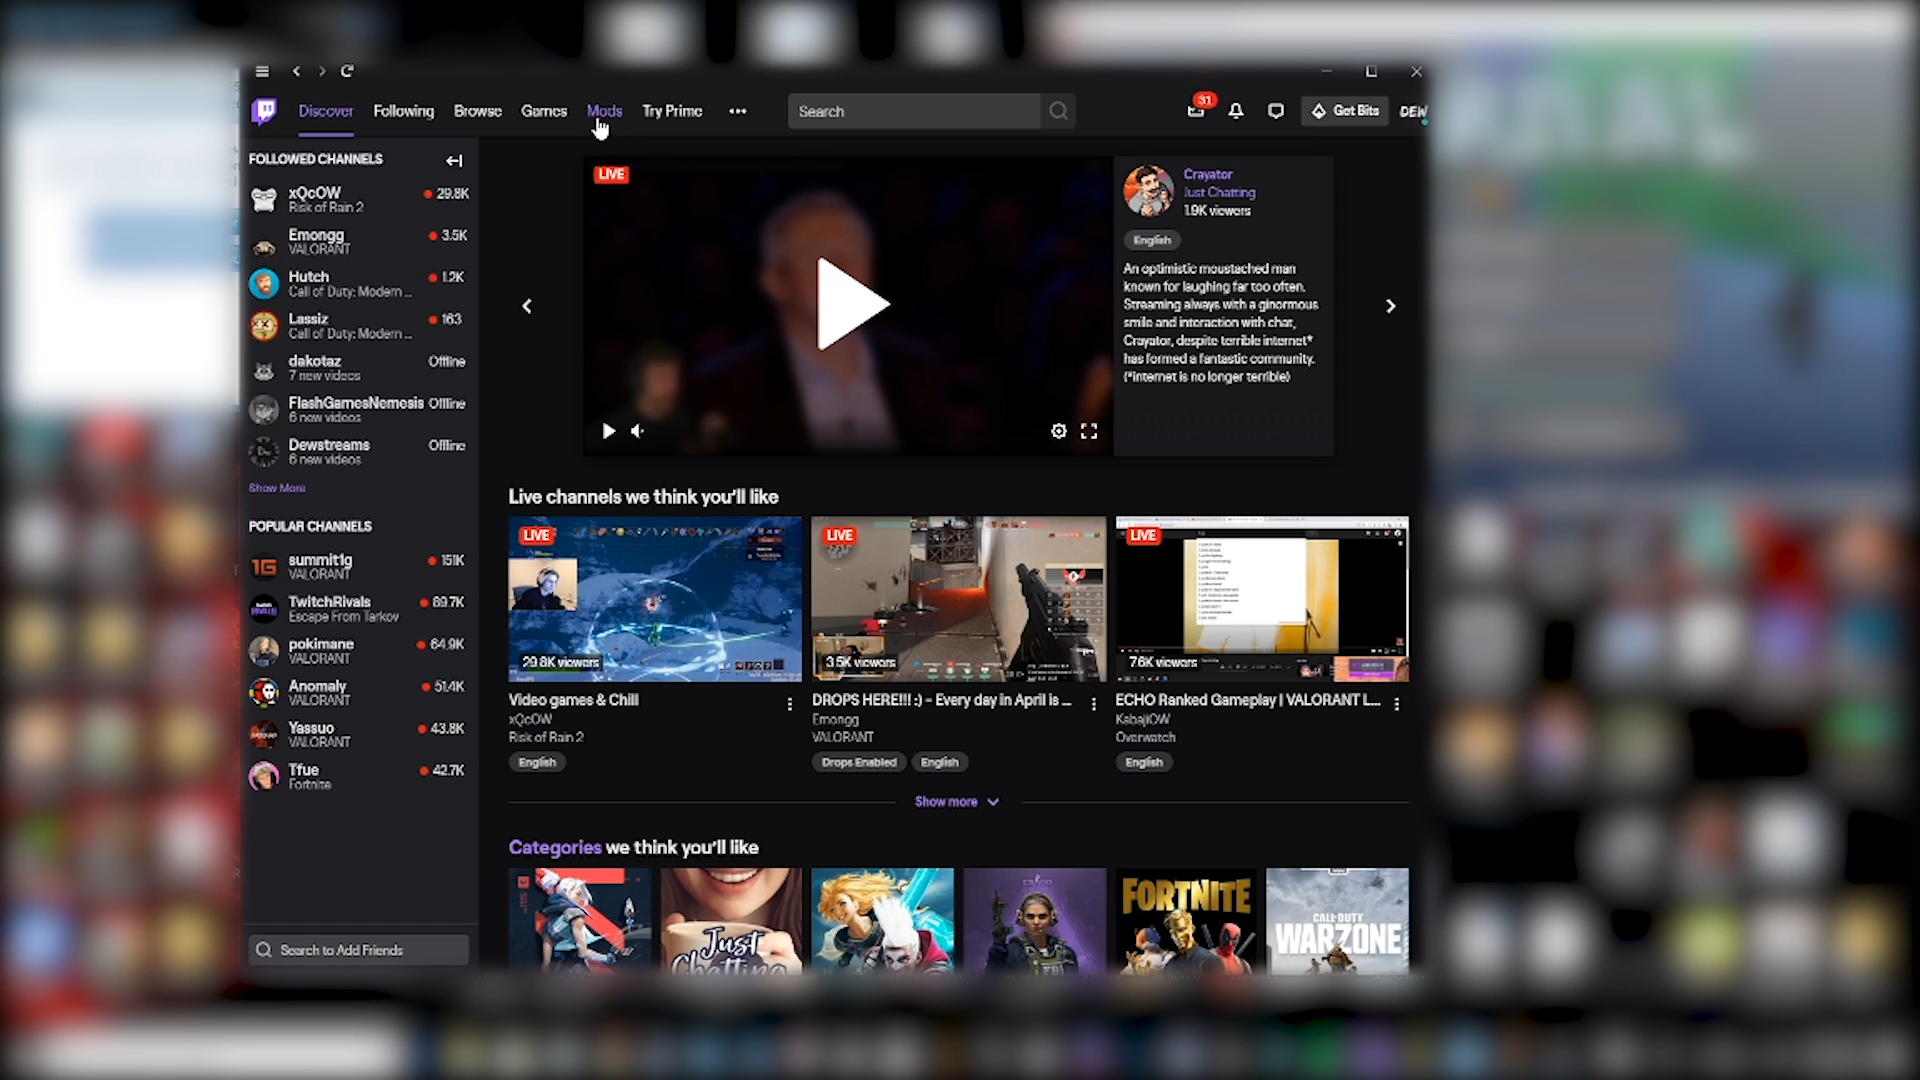 Discover Following Browse Games Mods Try Prime ••• Search 31 Get Bits DEW
FOLLOWED CHANNELS
xQcOW 29.8K
Risk of Rain 2
Emongg 3.5K
VALORANT
Hutch 1.2K
Call of Duty: Modern ...
Lassiz 163
Call of Duty: Modern ...
dakotaz Offline
7 new videos
FlashGamesNemesis Offline
6 new videos
Dewstreams Offline
6 new videos
Show More
POPULAR CHANNELS
summit1g 151K
VALORANT
TwitchRivals 69.7K
Escape From Tarkov
pokimane 64.9K
VALORANT
Anomaly 51.4K
VALORANT
Yassuo 43.8K
VALORANT
Tfue 42.7K
Fortnite
Search to Add Friends
LIVE
Crayator
Just Chatting
1.9K viewers
English
An optimistic moustached man
known for laughing far too often.
Streaming always with a ginormous
smile and interaction with chat,
Crayator, despite terrible internet*
has formed a fantastic community.
(*internet is no longer terrible)
Live channels we think you'll like
LIVE
29.8K viewers
Video games & Chill
xQcOW
Risk of Rain 2
English
LIVE
3.5K viewers
DROPS HERE!!! :) - Every day in April is ...
Emongg
VALORANT
Drops Enabled English
LIVE
76K viewers
ECHO Ranked Gameplay | VALORANT L...
KabajiOW
Overwatch
English
Show more
Categories we think you'll like
Just
Chatting
CS:GO
FBI
FORTNITE
CALL OF DUTY
WARZONE